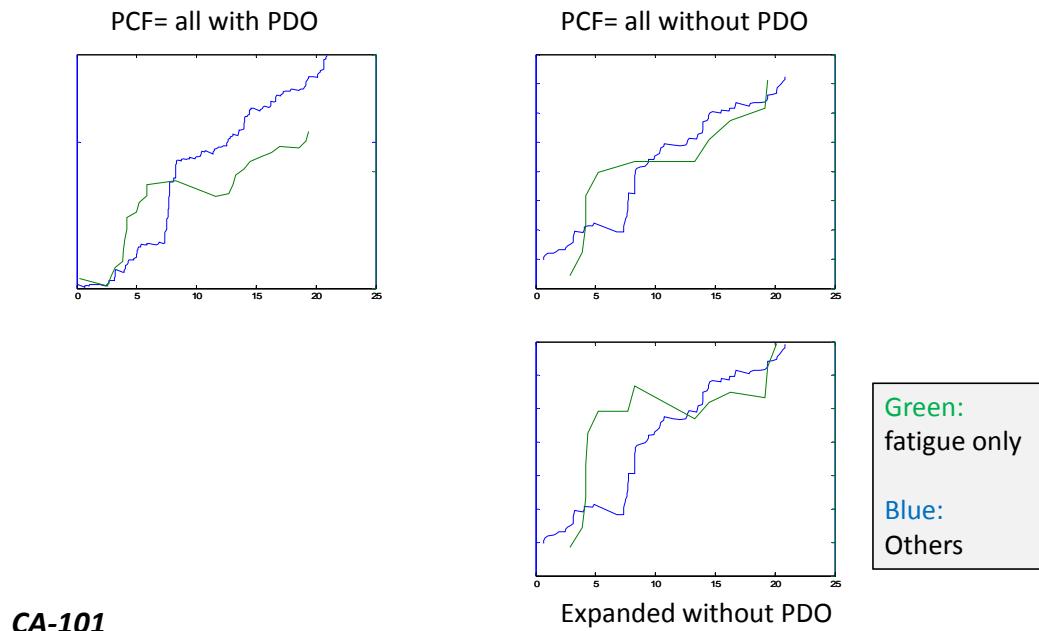 PCF= all with PDO
PCF= all without PDO
0 5 10 15 20 25
0 5 10 15 20 25
0 5 10 15 20 25
Green:
fatigue only
Blue:
Others
Expanded without PDO
CA-101